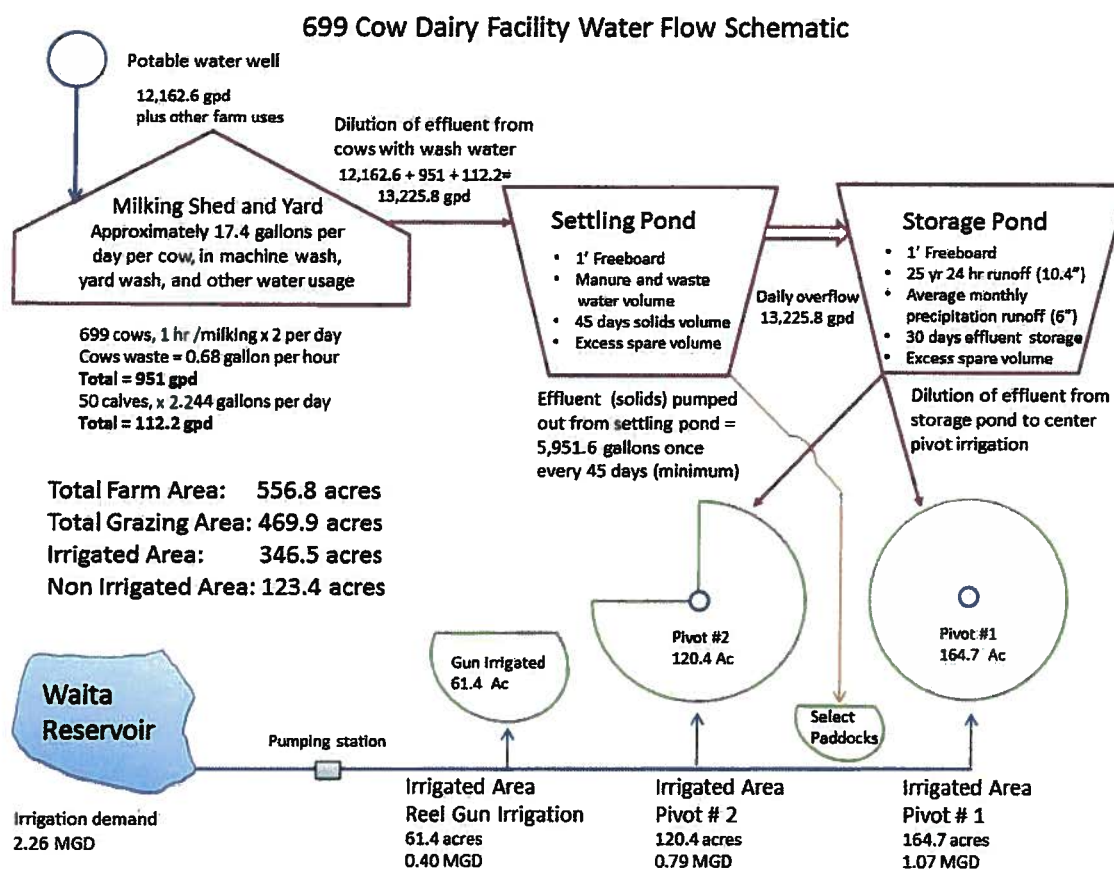 699 Cow Dairy Facility Water Flow Schematic
Potable water well
12,162.6 gpd
plus other farm uses
Dilution of effluent from
cows with wash water
12,162.6 + 951 + 112.2=
13,225.8 gpd
Milking Shed and Yard
Approximately 17.4 gallons per
day per cow, in machine wash,
yard wash, and other water usage
699 cows, 1 hr /milking x 2 per day
Cows waste = 0.68 gallon per hour
Total = 951 gpd
50 calves, x 2.244 gallons per day
Total = 112.2 gpd
Settling Pond
• 1' Freeboard
• Manure and waste
water volume
• 45 days solids volume
• Excess spare volume
Daily overflow
13,225.8 gpd
Storage Pond
• 1' Freeboard
• 25 yr 24 hr runoff (10.4")
• Average monthly
precipitation runoff (6")
• 30 days effluent storage
• Excess spare volume
Effluent (solids) pumped
out from settling pond =
5,951.6 gallons once
every 45 days (minimum)
Dilution of effluent from
storage pond to center
pivot irrigation
Total Farm Area: 556.8 acres
Total Grazing Area: 469.9 acres
Irrigated Area: 346.5 acres
Non Irrigated Area: 123.4 acres
Gun Irrigated
61.4 Ac
Pivot #2
120.4 Ac
Pivot #1
164.7 Ac
Select
Paddocks
Waita
Reservoir
Pumping station
Irrigation demand
2.26 MGD
Irrigated Area
Reel Gun Irrigation
61.4 acres
0.40 MGD
Irrigated Area
Pivot # 2
120.4 acres
0.79 MGD
Irrigated Area
Pivot # 1
164.7 acres
1.07 MGD